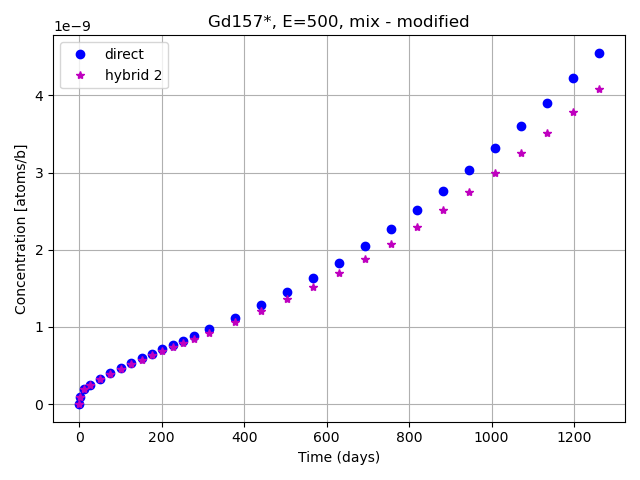 Gd157*, E=500, mix - modified
1e−9
direct
hybrid 2
4
3
2
1
0
Concentration [atoms/b]
0 200 400 600 800 1000 1200
Time (days)